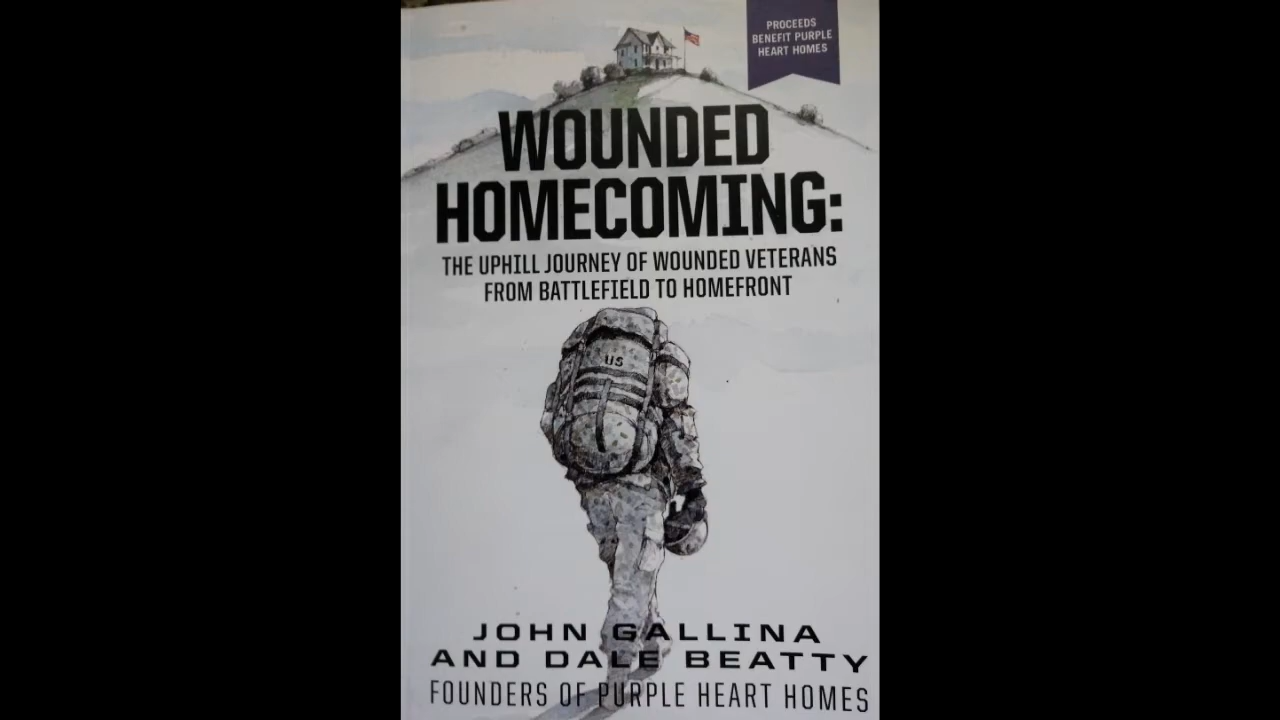 PROCEEDS
BENEFIT PURPLE
HEART HOMES
WOUNDED
HOMECOMING:
THE UPHILL JOURNEY OF WOUNDED VETERANS
FROM BATTLEFIELD TO HOMEFRONT
US
JOHN GALLINA
AND DALE BEATTY
FOUNDERS OF PURPLE HEART HOMES